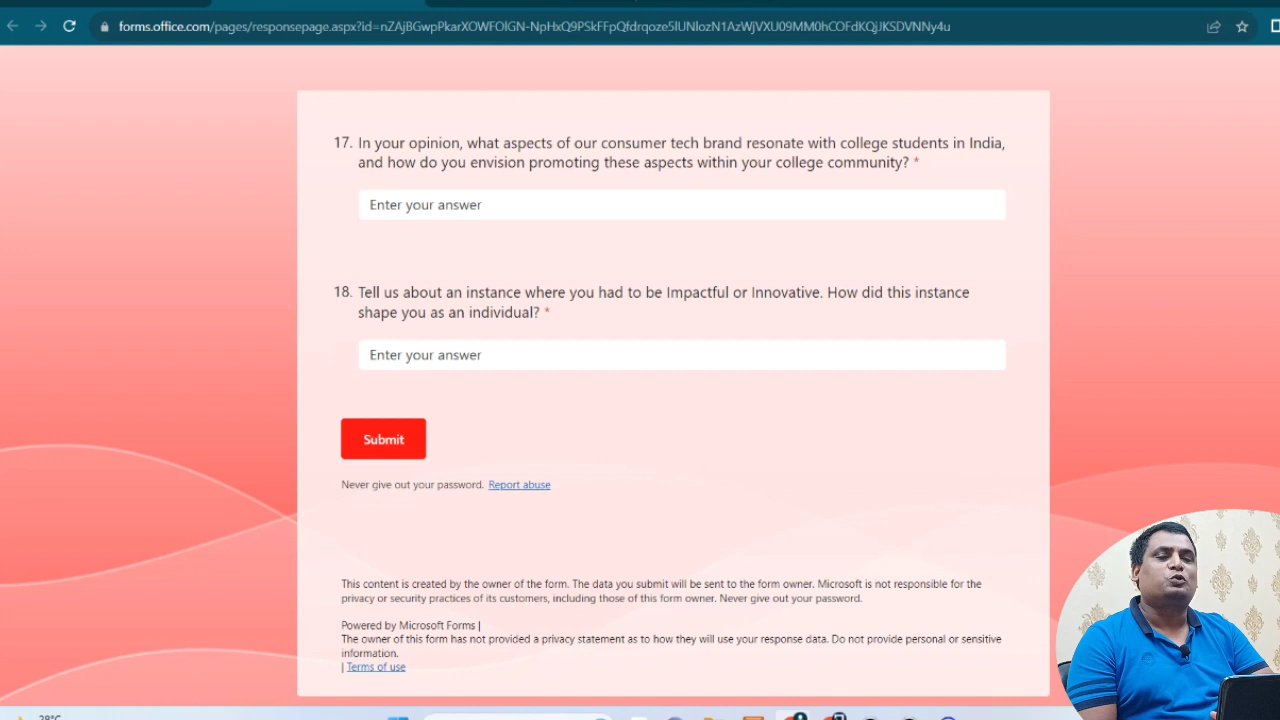 forms.office.com/pages/responsepage.aspx?id=nZAjBGwpPkarXOWFOlGN-NpHxQ9PSkFFpQfdrqoze5lUNlozN1AzWjVXU09MM0hCOFdKQjJKSDVNNy4u
17. In your opinion, what aspects of our consumer tech brand resonate with college students in India,
and how do you envision promoting these aspects within your college community? *
Enter your answer
18. Tell us about an instance where you had to be Impactful or Innovative. How did this instance
shape you as an individual? *
Enter your answer
Submit
Never give out your password. Report abuse
This content is created by the owner of the form. The data you submit will be sent to the form owner. Microsoft is not responsible for the
privacy or security practices of its customers, including those of this form owner. Never give out your password.
Powered by Microsoft Forms |
The owner of this form has not provided a privacy statement as to how they will use your response data. Do not provide personal or sensitive
information.
| Terms of use